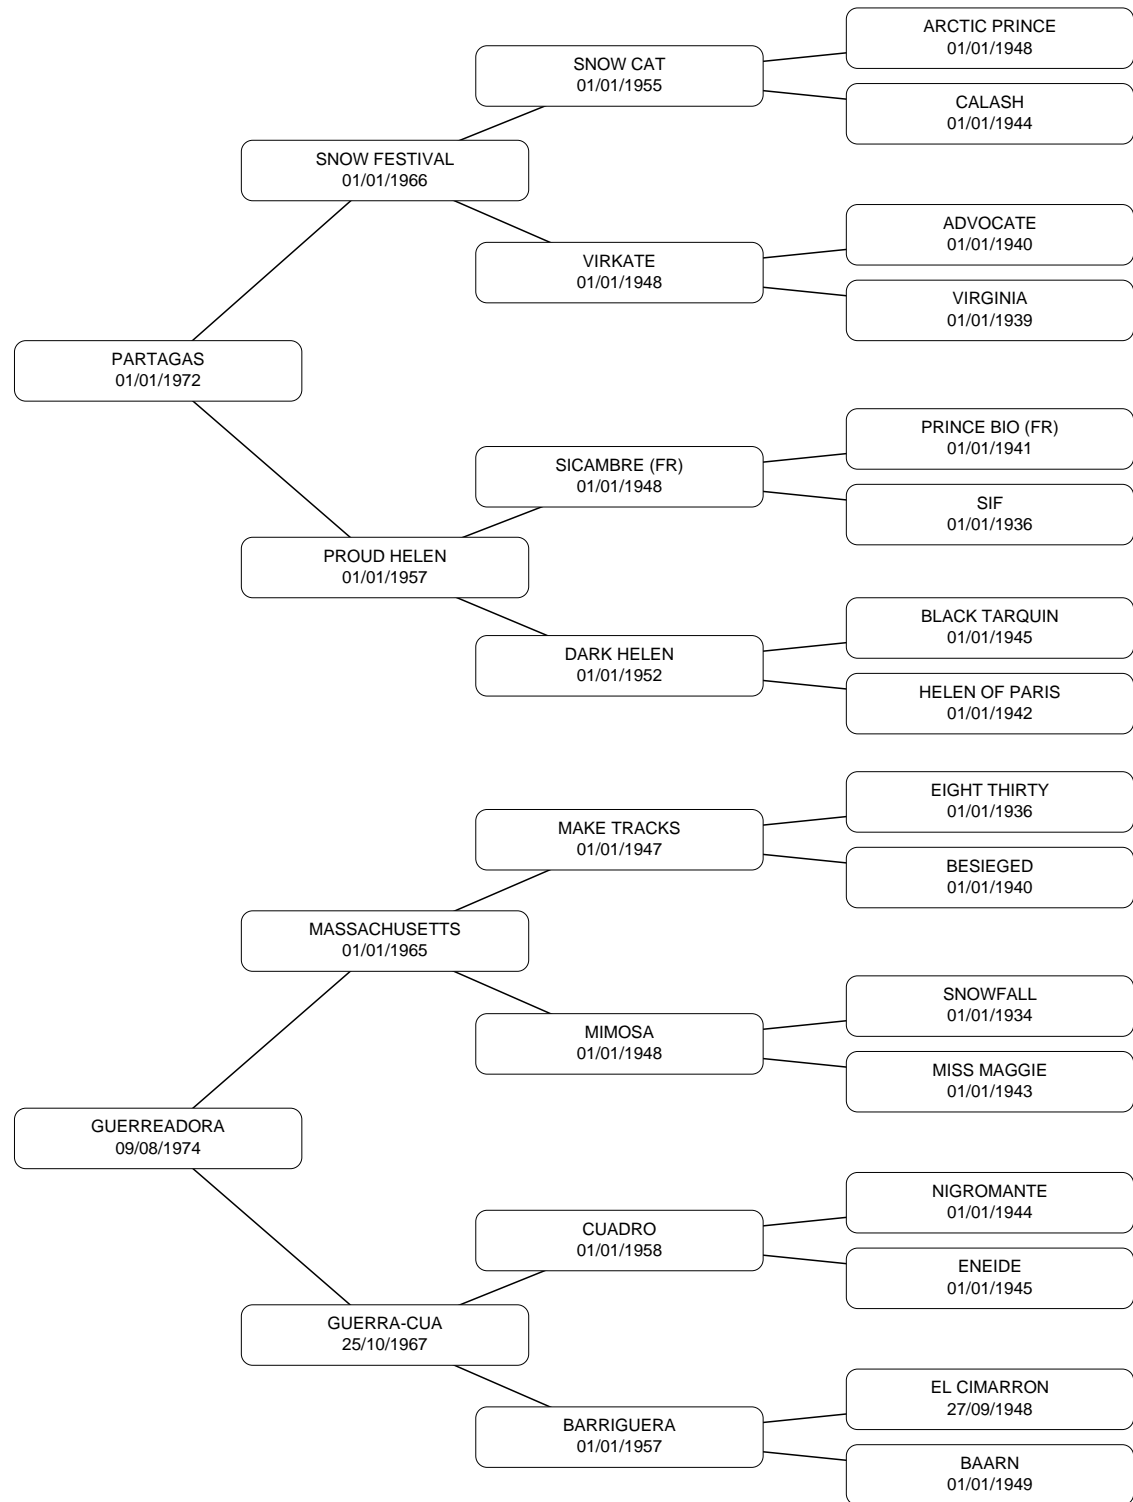 ARCTIC PRINCE
01/01/1948
SNOW CAT
01/01/1955
CALASH
01/01/1944
SNOW FESTIVAL
01/01/1966
ADVOCATE
01/01/1940
VIRKATE
01/01/1948
VIRGINIA
01/01/1939
PARTAGAS
01/01/1972
PRINCE BIO (FR)
01/01/1941
SICAMBRE (FR)
01/01/1948
SIF
01/01/1936
PROUD HELEN
01/01/1957
BLACK TARQUIN
01/01/1945
DARK HELEN
01/01/1952
HELEN OF PARIS
01/01/1942
EIGHT THIRTY
01/01/1936
MAKE TRACKS
01/01/1947
BESIEGED
01/01/1940
MASSACHUSETTS
01/01/1965
SNOWFALL
01/01/1934
MIMOSA
01/01/1948
MISS MAGGIE
01/01/1943
GUERREADORA
09/08/1974
NIGROMANTE
01/01/1944
CUADRO
01/01/1958
ENEIDE
01/01/1945
GUERRA-CUA
25/10/1967
EL CIMARRON
27/09/1948
BARRIGUERA
01/01/1957
BAARN
01/01/1949